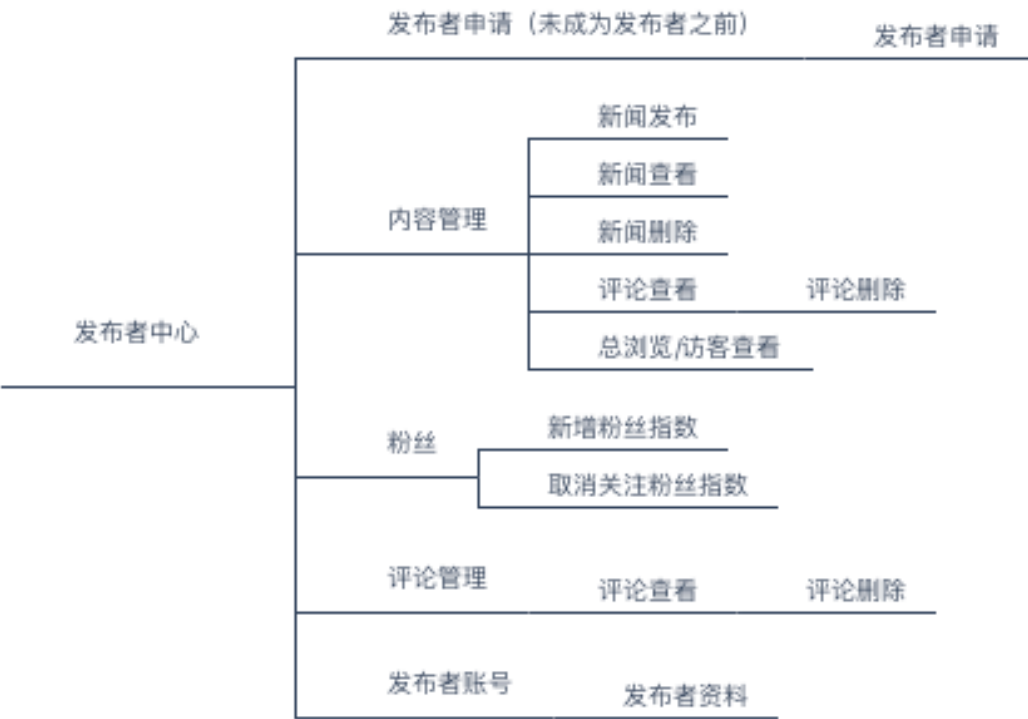 发布者申请（未成为发布者之前）
发布者申请
新闻发布
新闻查看
内容管理
新闻删除
评论查看
评论删除
发布者中心
总浏览/访客查看
新增粉丝指数
粉丝
取消关注粉丝指数
评论管理
评论查看
评论删除
发布者账号
发布者资料